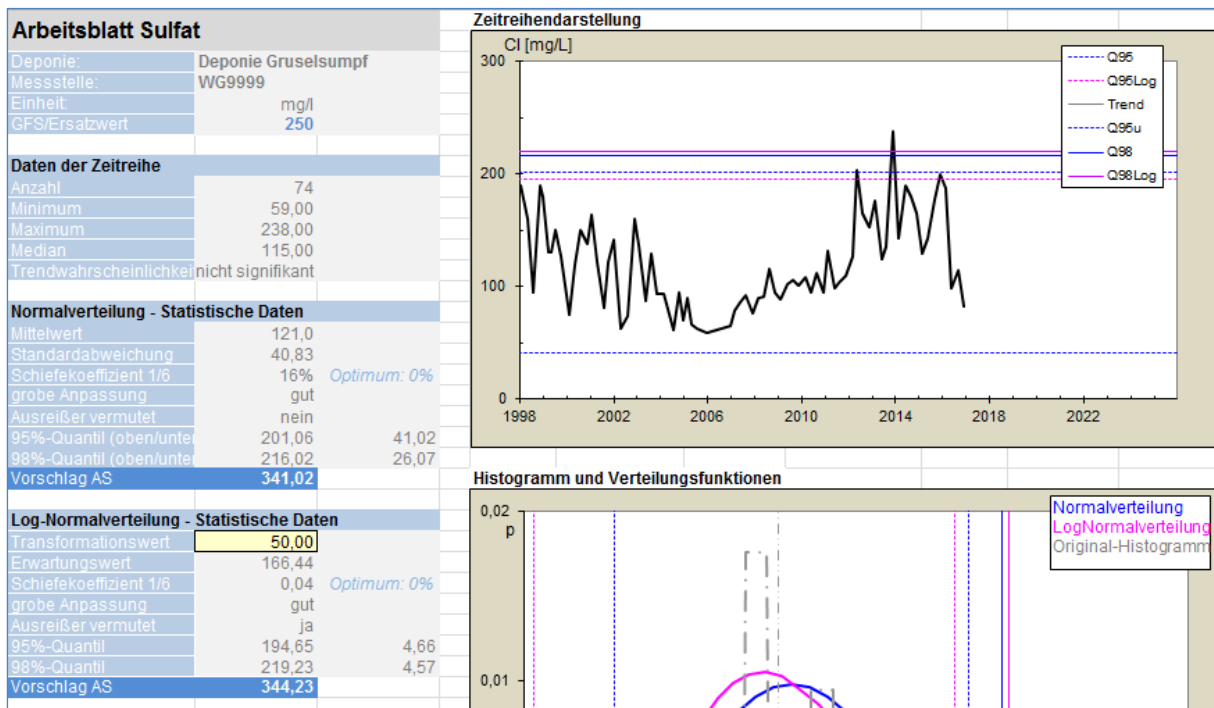 Arbeitsblatt Sulfat
Deponie: Deponie Gruselsumpf
Messstelle: WG9999
Einheit: mg/l
GFS/Ersatzwert 250
Daten der Zeitreihe
Anzahl 74
Minimum 59,00
Maximum 238,00
Median 115,00
Trendwahrscheinlichkei nicht signifikant
Normalverteilung - Statistische Daten
Mittelwert 121,0
Standardabweichung 40,83
Schiefekoeffizient 1/6 16% Optimum: 0%
grobe Anpassung gut
Ausreißer vermutet nein
95%-Quantil (oben/unter 201,06 41,02
98%-Quantil (oben/unter 216,02 26,07
Vorschlag AS 341,02
Log-Normalverteilung - Statistische Daten
Transformationswert 50,00
Erwartungswert 166,44
Schiefekoeffizient 1/6 0,04 Optimum: 0%
grobe Anpassung gut
Ausreißer vermutet ja
95%-Quantil 194,65 4,66
98%-Quantil 219,23 4,57
Vorschlag AS 344,23
Zeitreihendarstellung
Cl [mg/L]
300
200
100
0
1998 2002 2006 2010 2014 2018 2022
Q95
Q95Log
Trend
Q95u
Q98
Q98Log
Histogramm und Verteilungsfunktionen
0,02
p
0,01
Normalverteilung
LogNormalverteilung
Original-Histogramm